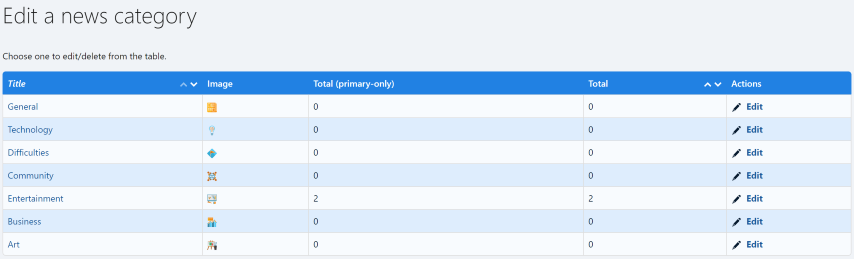 Edit a news category
Choose one to edit/delete from the table.
Title Image Total (primary-only) Total Actions
General 0 0 Edit
Technology 0 0 Edit
Difficulties 0 0 Edit
Community 0 0 Edit
Entertainment 2 2 Edit
Business 0 0 Edit
Art 0 0 Edit